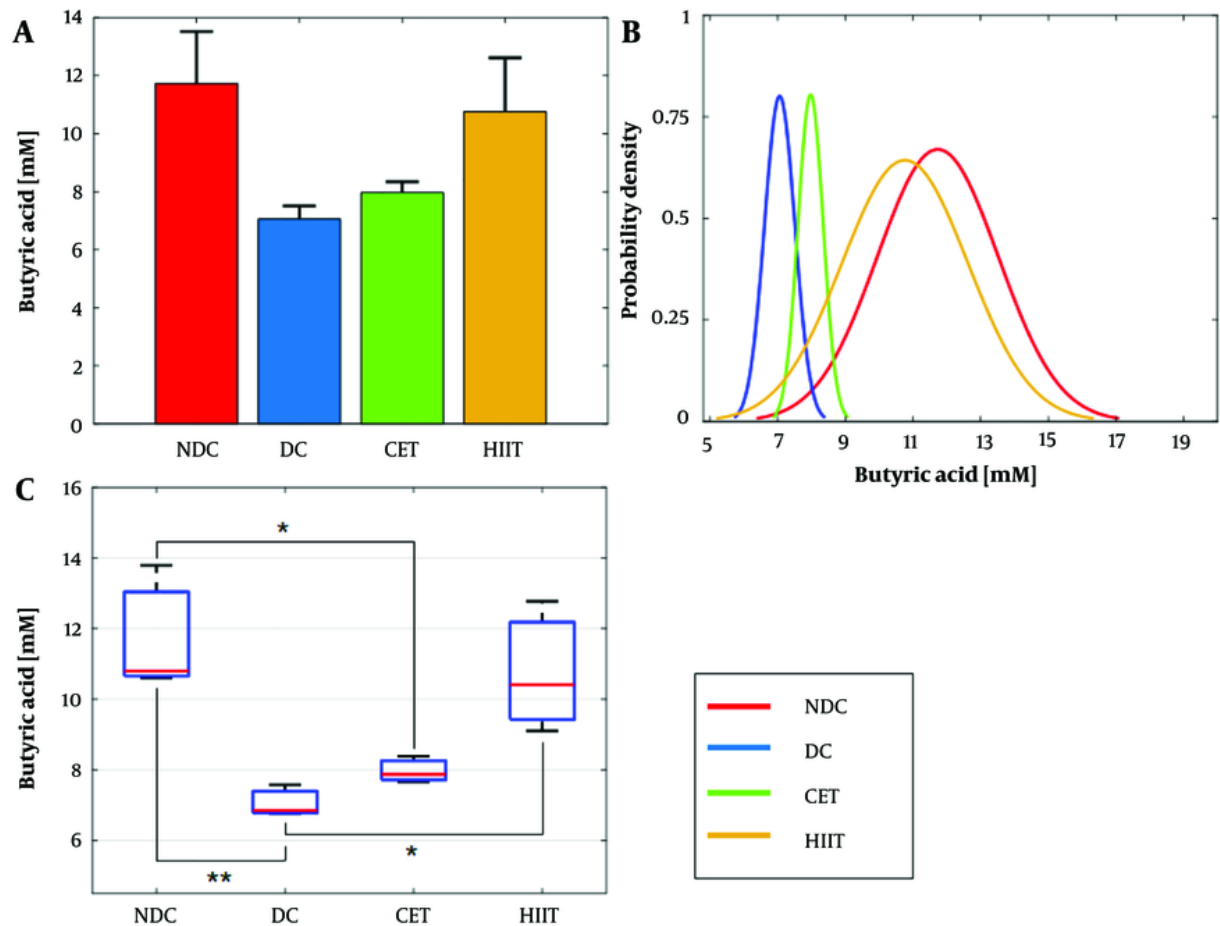 A
Butyric acid [mM]
14
12
10
8
6
4
2
0
NDC DC CET HIIT
B
Probability density
1
0.75
0.5
0.25
0
5 7 9 11 13 15 17 19
Butyric acid [mM]
C
Butyric acid [mM]
16
14
12
10
8
6
*
*
**
NDC DC CET HIIT
NDC
DC
CET
HIIT